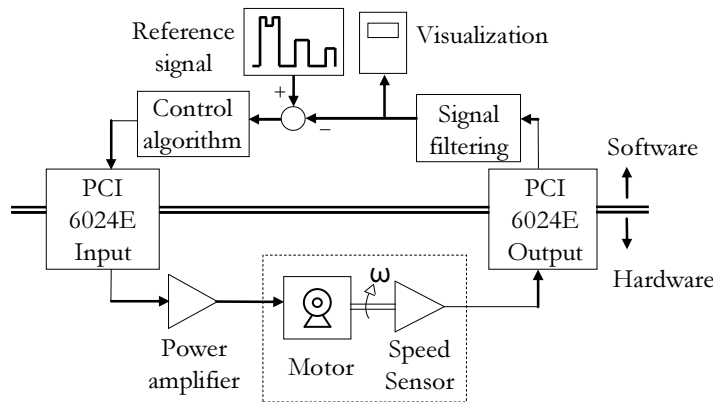 Reference
signal
Visualization
+
−
Control
algorithm
Signal
filtering
Software
PCI
6024E
Input
PCI
6024E
Output
Hardware
ω
Power
amplifier
Motor
Speed
Sensor